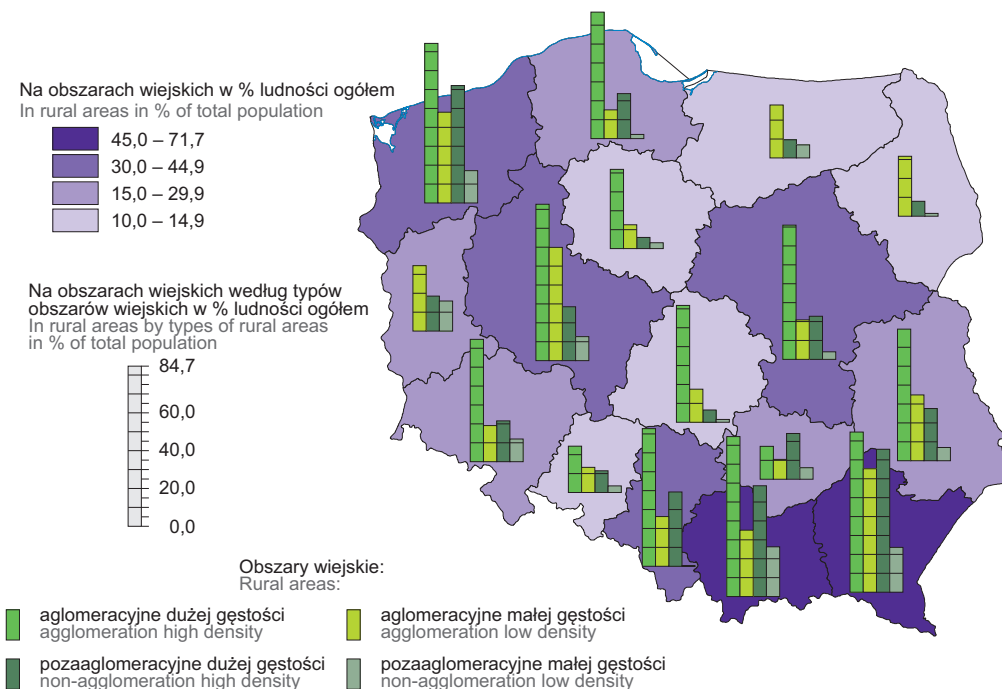 Na obszarach wiejskich w % ludności ogółem
In rural areas in % of total population
45,0 – 71,7
30,0 – 44,9
15,0 – 29,9
10,0 – 14,9
Na obszarach wiejskich według typów
obszarów wiejskich w % ludności ogółem
In rural areas by types of rural areas
in % of total population
84,7
60,0
40,0
20,0
0,0
Obszary wiejskie:
Rural areas:
aglomeracyjne dużej gęstości
agglomeration high density
aglomeracyjne małej gęstości
agglomeration low density
pozaaglomeracyjne dużej gęstości
non-agglomeration high density
pozaaglomeracyjne małej gęstości
non-agglomeration low density